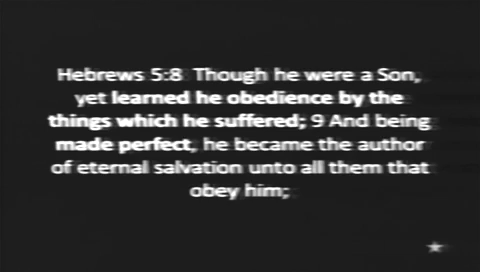 Hebrews 5:8 Though he were a Son,
yet learned he obedience by the
things which he suffered; 9 And being
made perfect, he became the author
of eternal salvation unto all them that
obey him;